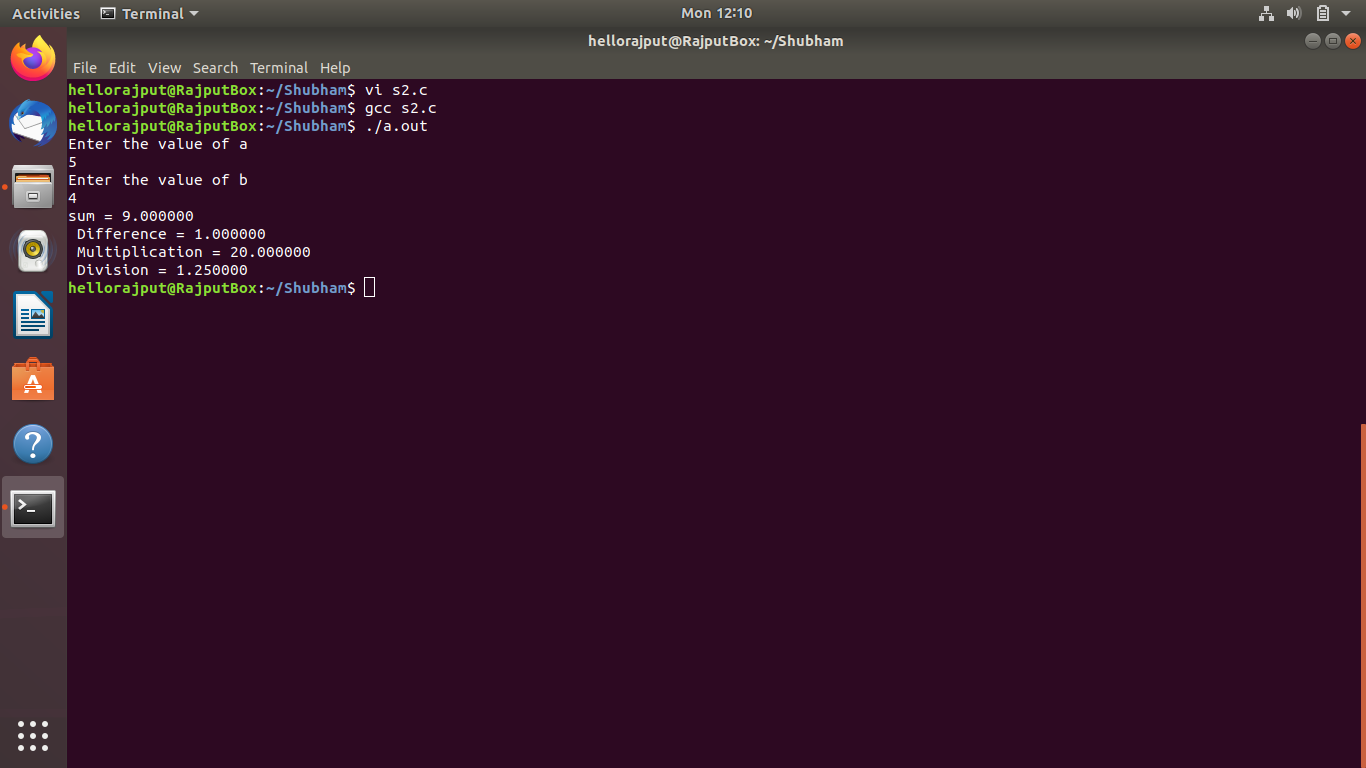 Activities Terminal Mon 12:10
hellorajput@RajputBox: ~/Shubham
File Edit View Search Terminal Help
hellorajput@RajputBox:~/Shubham$ vi s2.c
hellorajput@RajputBox:~/Shubham$ gcc s2.c
hellorajput@RajputBox:~/Shubham$ ./a.out
Enter the value of a
5
Enter the value of b
4
sum = 9.000000
 Difference = 1.000000
 Multiplication = 20.000000
 Division = 1.250000
hellorajput@RajputBox:~/Shubham$